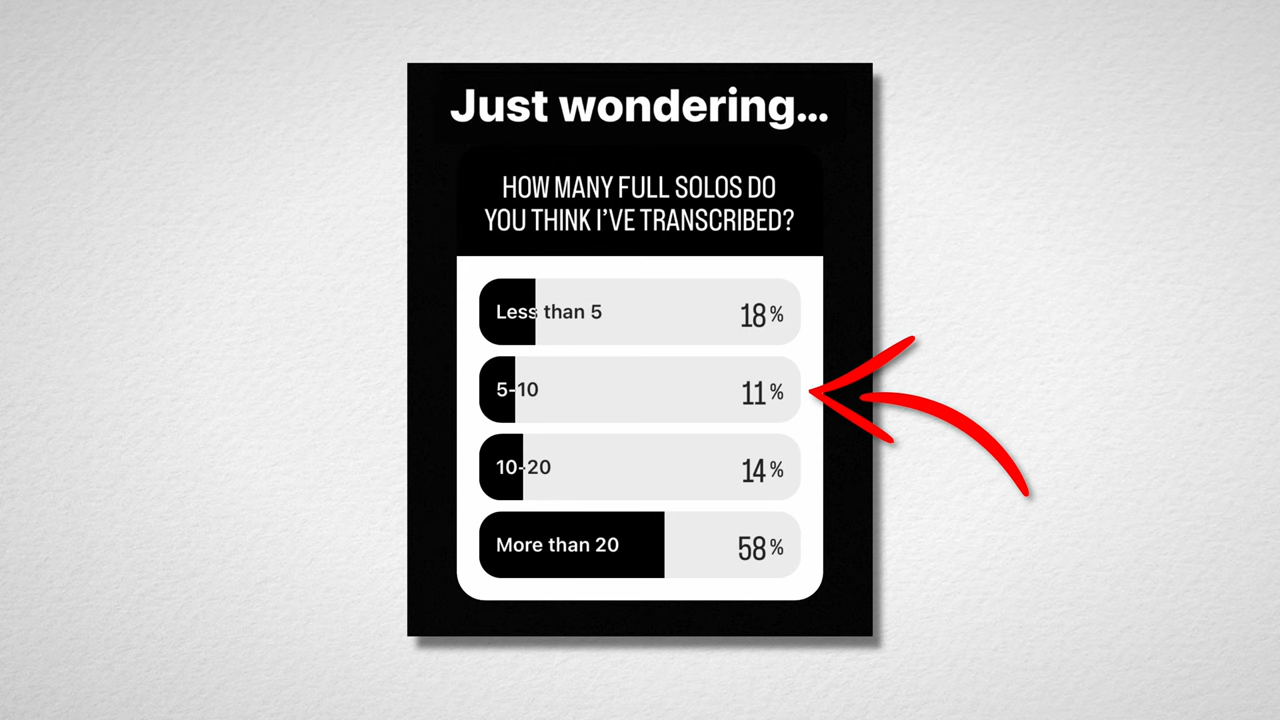 Just wondering...
HOW MANY FULL SOLOS DO
YOU THINK I’VE TRANSCRIBED?
Less than 5 18%
5-10 11%
10-20 14%
More than 20 58%